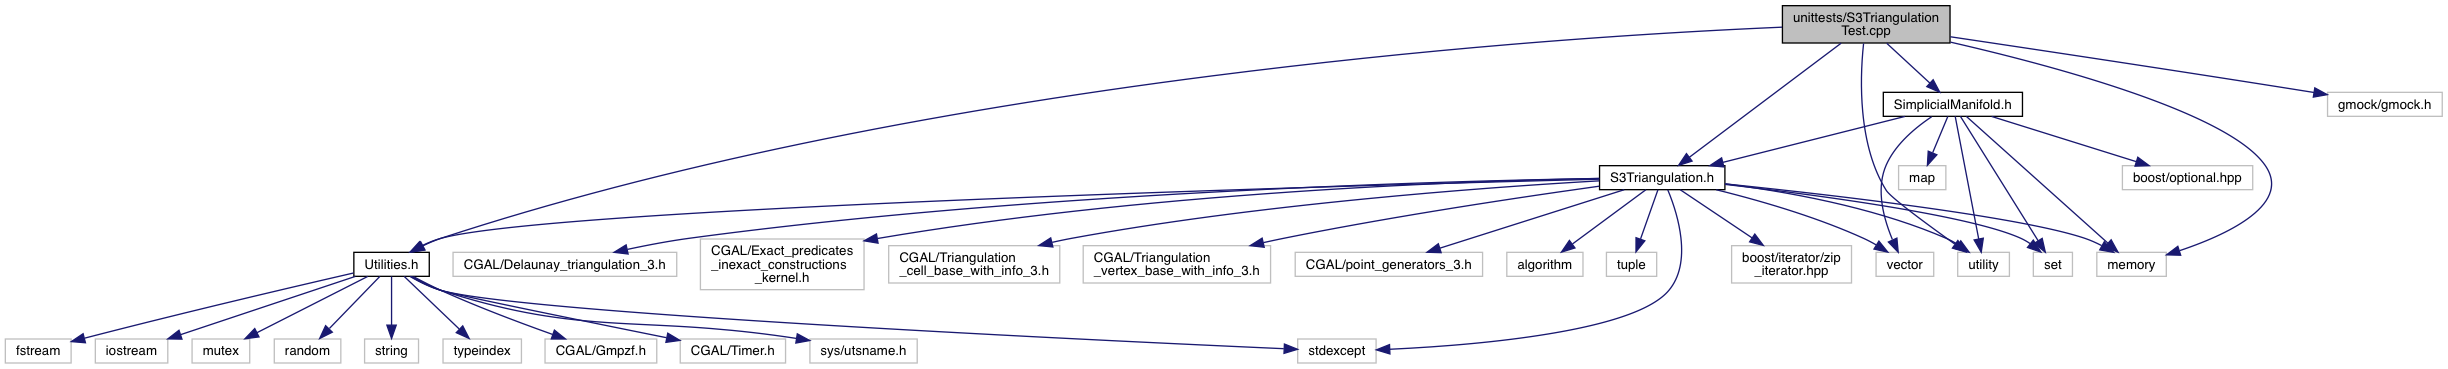 unittests/S3Triangulation
Test.cpp
SimplicialManifold.h
gmock/gmock.h
S3Triangulation.h
map
boost/optional.hpp
Utilities.h
CGAL/Delaunay_triangulation_3.h
CGAL/Exact_predicates
_inexact_constructions
_kernel.h
CGAL/Triangulation
_cell_base_with_info_3.h
CGAL/Triangulation
_vertex_base_with_info_3.h
CGAL/point_generators_3.h
algorithm
tuple
boost/iterator/zip
_iterator.hpp
vector
utility
set
memory
fstream
iostream
mutex
random
string
typeindex
CGAL/Gmpzf.h
CGAL/Timer.h
sys/utsname.h
stdexcept